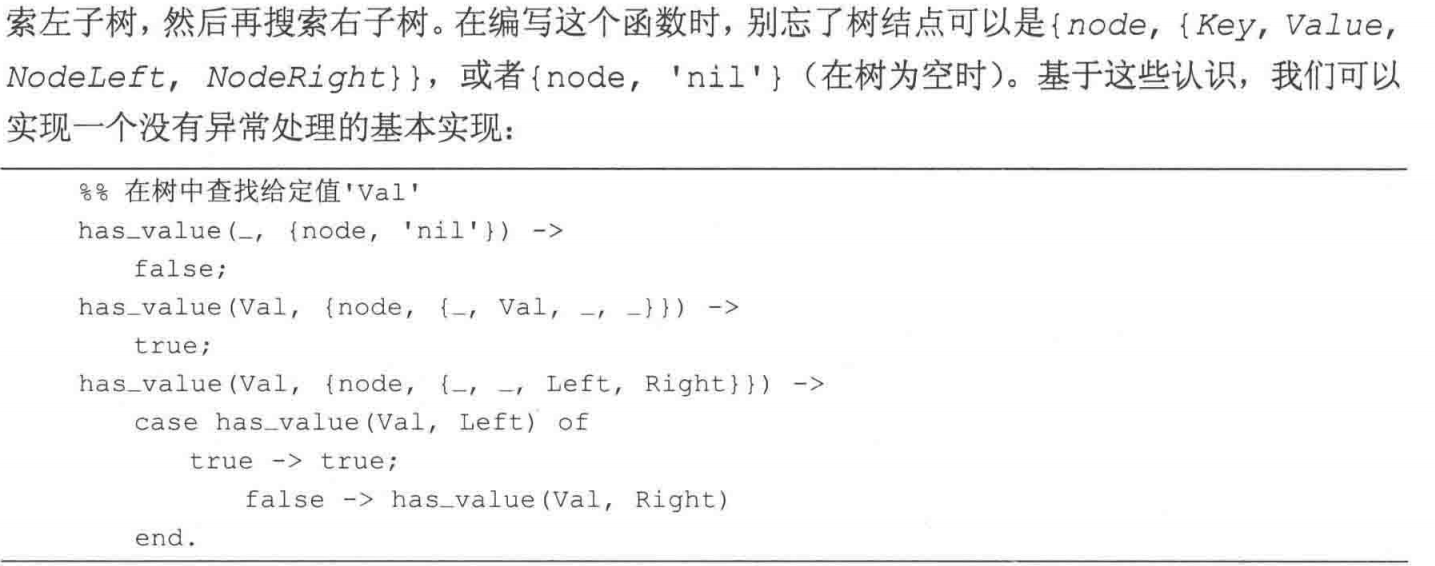 索左子树，然后再搜索右子树。在编写这个函数时，别忘了树结点可以是{node, {Key, Value,
NodeLeft, NodeRight}}，或者{node, 'nil'}（在树为空时）。基于这些认识，我们可以
实现一个没有异常处理的基本实现：
%% 在树中查找给定值'Val'
has_value(_, {node, 'nil'}) ->
    false;
has_value(Val, {node, {_, Val, _, _}}) ->
    true;
has_value(Val, {node, {_, _, Left, Right}}) ->
    case has_value(Val, Left) of
        true -> true;
            false -> has_value(Val, Right)
    end.